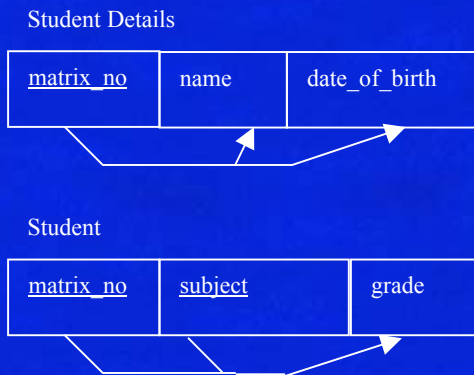 Student Details
matrix_no name date_of_birth
Student
matrix_no subject grade